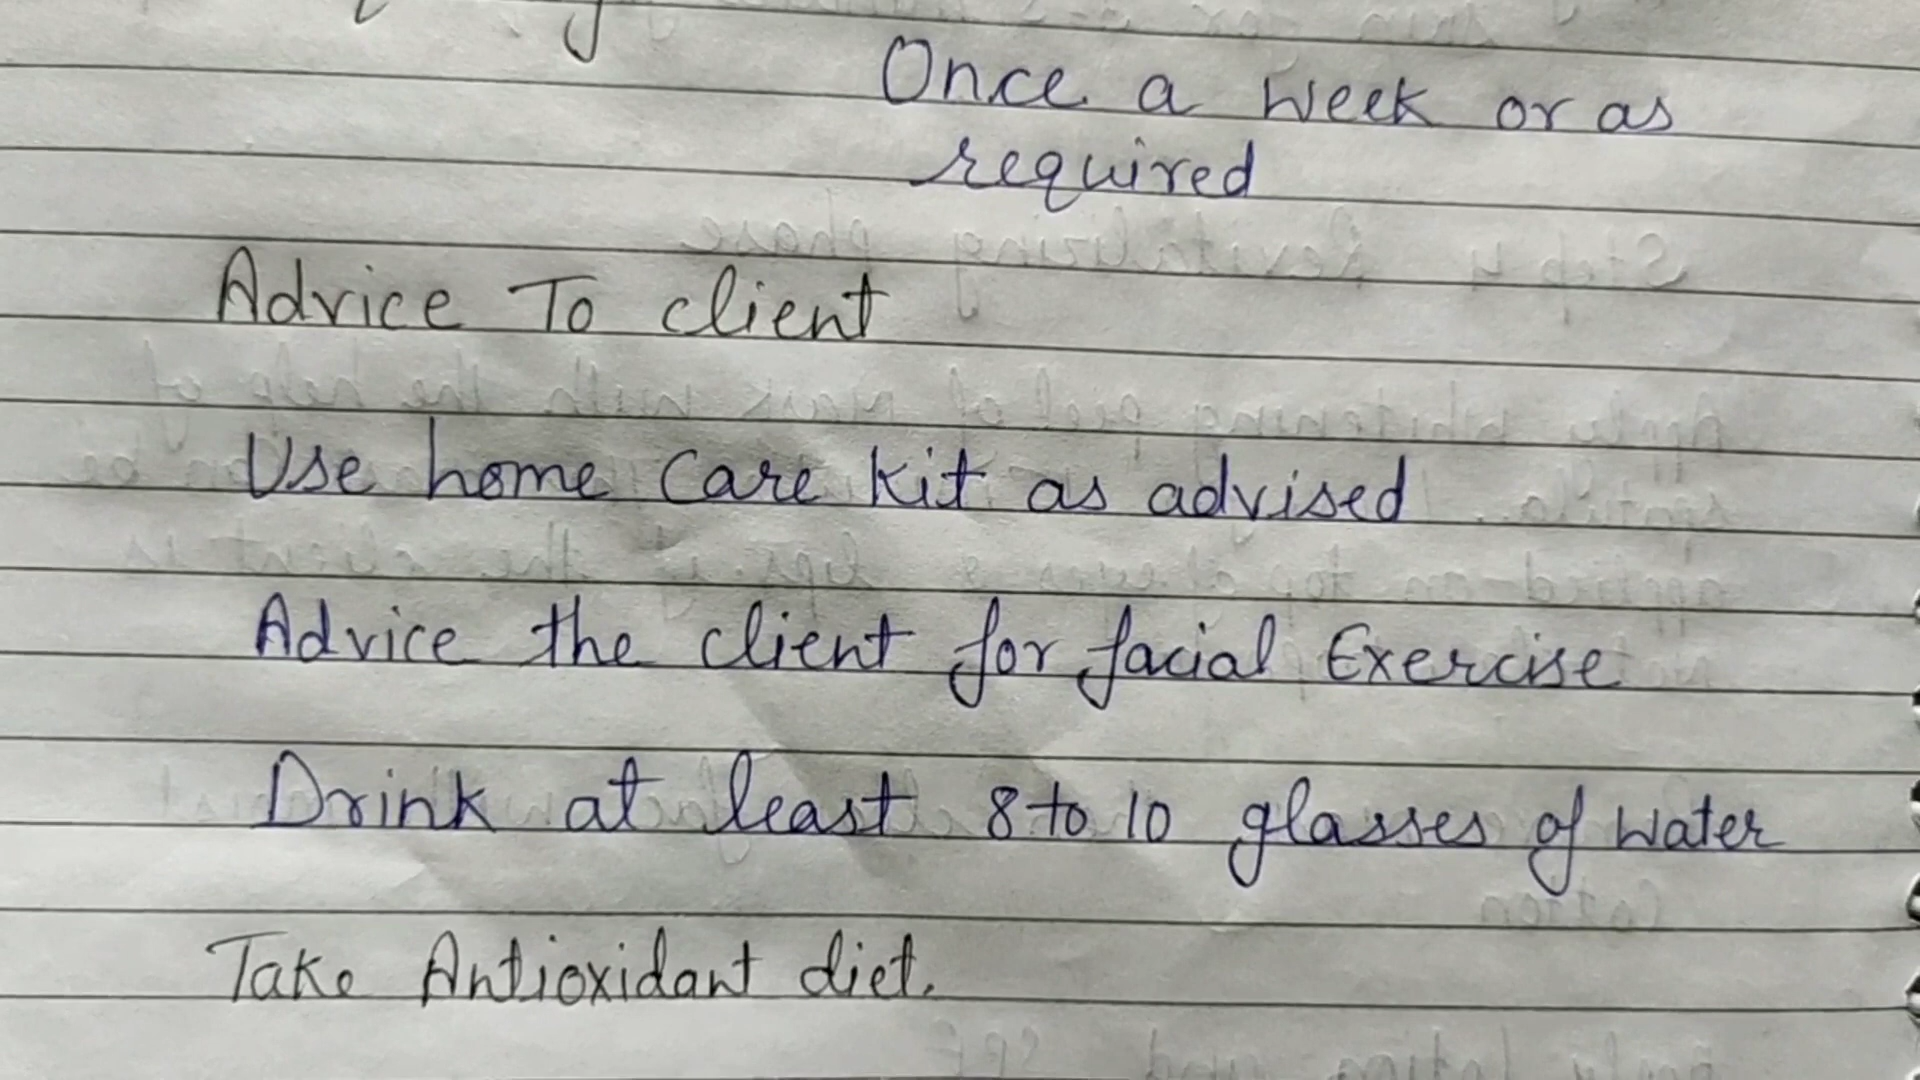 Once a week or as
required
Advice To client
Use home care kit as advised
Advice the client for facial Exercise
Drink at least 8 to 10 glasses of water
Take Antioxidant diet.